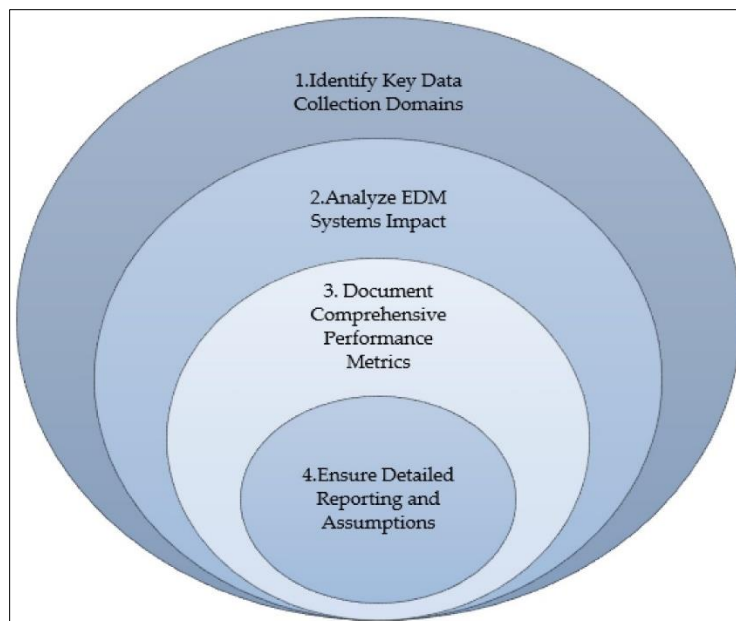 1.Identify Key Data
Collection Domains
2.Analyze EDM
Systems Impact
3. Document
Comprehensive
Performance
Metrics
4.Ensure Detailed
Reporting and
Assumptions